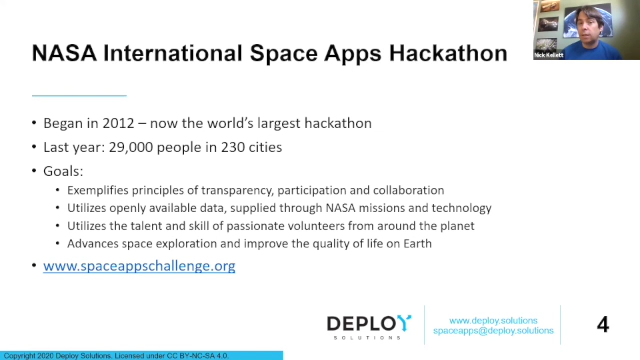 NASA International Space Apps Hackathon
Nick Kellett
• Began in 2012 – now the world's largest hackathon
• Last year: 29,000 people in 230 cities
• Goals:
• Exemplifies principles of transparency, participation and collaboration
• Utilizes openly available data, supplied through NASA missions and technology
• Utilizes the talent and skill of passionate volunteers from around the planet
• Advances space exploration and improve the quality of life on Earth
• www.spaceappschallenge.org
DEPLOY
SOLUTIONS
www.deploy.solutions
spaceapps@deploy.solutions
4
Copyright 2020 Deploy Solutions. Licensed under CC BY-NC-SA 4.0.